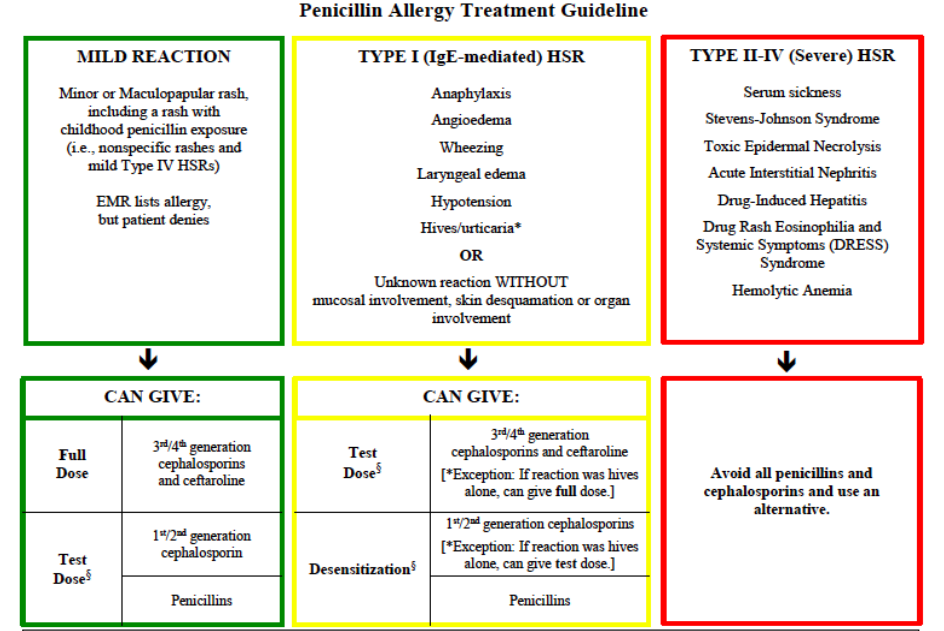 Penicillin Allergy Treatment Guideline
MILD REACTION
Minor or Maculopapular rash,
including a rash with
childhood penicillin exposure
(i.e., nonspecific rashes and
mild Type IV HSRs)
EMR lists allergy,
but patient denies
TYPE I (IgE-mediated) HSR
Anaphylaxis
Angioedema
Wheezing
Laryngeal edema
Hypotension
Hives/urticaria*
OR
Unknown reaction WITHOUT
mucosal involvement, skin desquamation or organ
involvement
TYPE II-IV (Severe) HSR
Serum sickness
Stevens-Johnson Syndrome
Toxic Epidermal Necrolysis
Acute Interstitial Nephritis
Drug-Induced Hepatitis
Drug Rash Eosinophilia and
Systemic Symptoms (DRESS)
Syndrome
Hemolytic Anemia
CAN GIVE:
Full
Dose
3rd/4th generation
cephalosporins
and ceftaroline
Test
Dose§
1st/2nd generation
cephalosporin
Penicillins
CAN GIVE:
Test
Dose§
3rd/4th generation
cephalosporins and ceftaroline
[*Exception: If reaction was hives
alone, can give full dose.]
Desensitization§
1st/2nd generation cephalosporins
[*Exception: If reaction was hives
alone, can give test dose.]
Penicillins
Avoid all penicillins and
cephalosporins and use an
alternative.